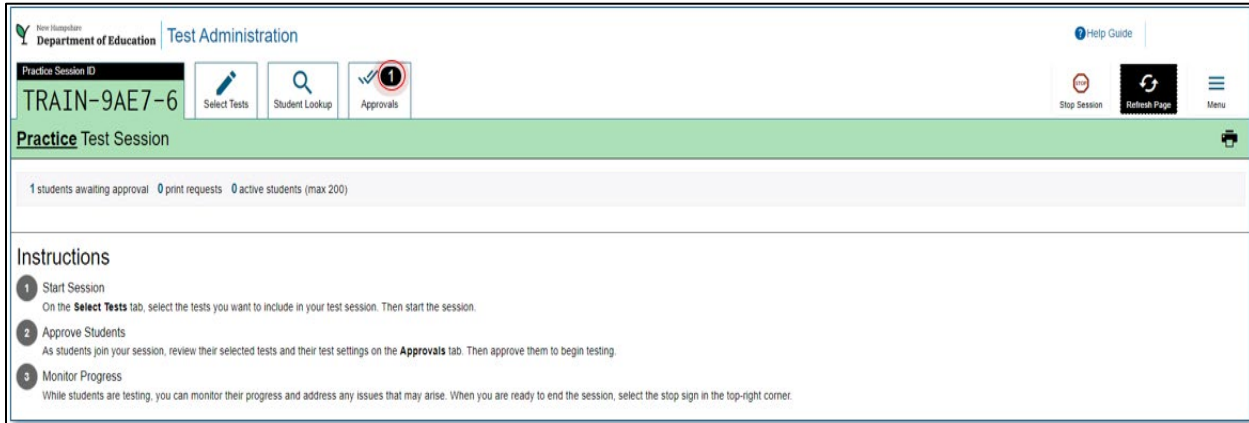 New Hampshire
Department of Education
Test Administration
Help Guide
Practice Session ID
TRAIN-9AE7-6
Select Tests
Student Lookup
1
Approvals
STOP
Stop Session
Refresh Page
Menu
Practice Test Session
1 students awaiting approval 0 print requests 0 active students (max 200)
Instructions
1 Start Session
On the Select Tests tab, select the tests you want to include in your test session. Then start the session.
2 Approve Students
As students join your session, review their selected tests and their test settings on the Approvals tab. Then approve them to begin testing.
3 Monitor Progress
While students are testing, you can monitor their progress and address any issues that may arise. When you are ready to end the session, select the stop sign in the top-right corner.